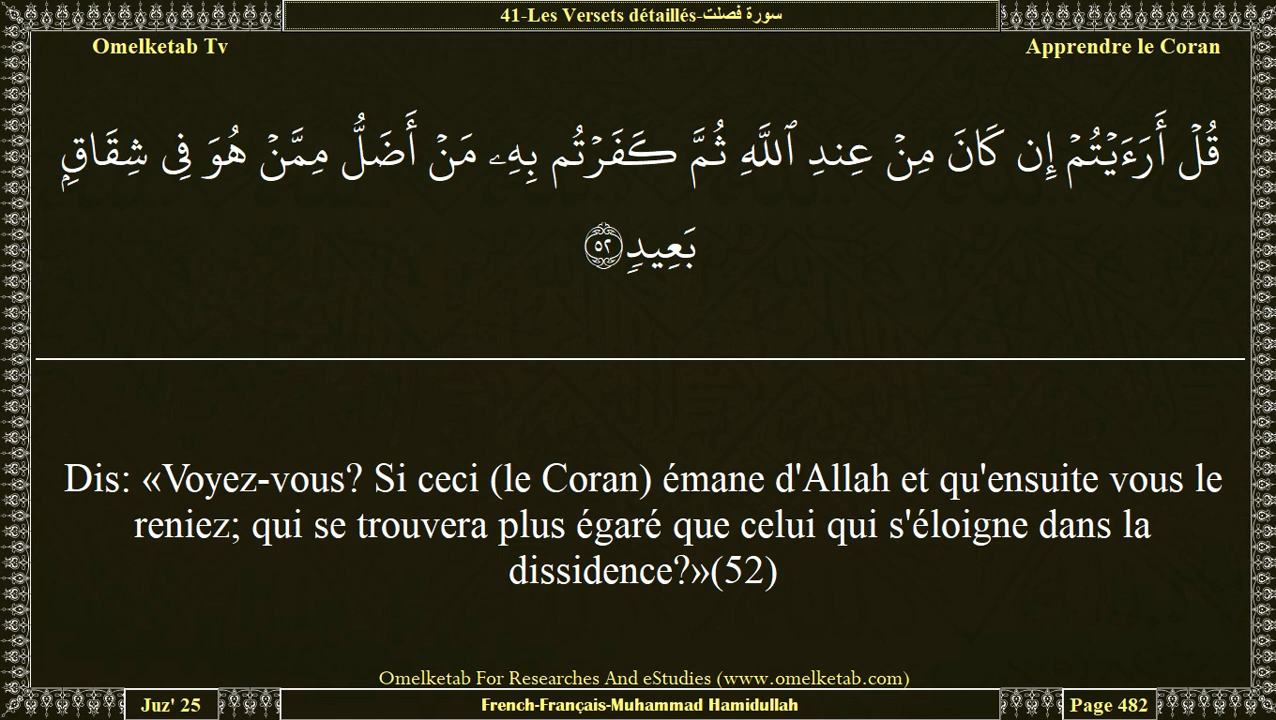 41-Les Versets détaillés-سورة فصلت
Omelketab Tv
Apprendre le Coran
قُلۡ أَرَءَيۡتُمۡ إِن كَانَ مِنۡ عِندِ ٱللَّهِ ثُمَّ كَفَرۡتُم بِهِۦ مَنۡ أَضَلُّ مِمَّنۡ هُوَ فِي شِقَاقِۭ
بَعِيدٖ ٥٢
Dis: «Voyez-vous? Si ceci (le Coran) émane d'Allah et qu'ensuite vous le
reniez; qui se trouvera plus égaré que celui qui s'éloigne dans la
dissidence?»(52)
Omelketab For Researches And eStudies (www.omelketab.com)
Juz' 25
French-Français-Muhammad Hamidullah
Page 482